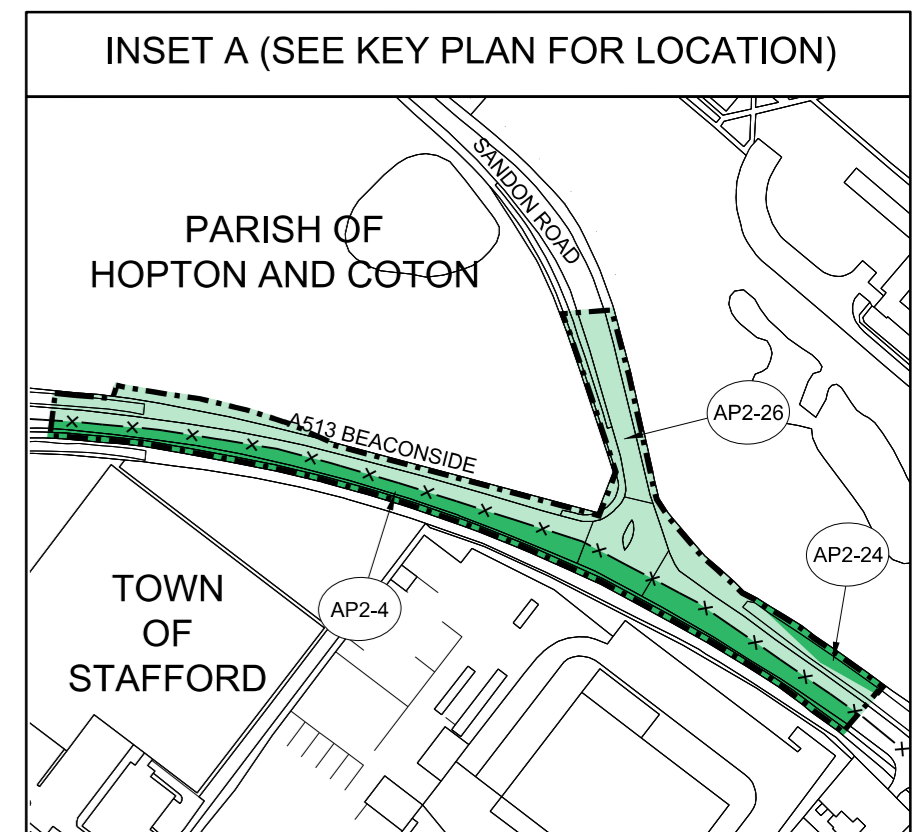 INSET A (SEE KEY PLAN FOR LOCATION)
SANDON ROAD
PARISH OF
HOPTON AND COTON
AP2-26
A513 BEACONSIDE
AP2-24
TOWN
OF
STAFFORD
AP2-4